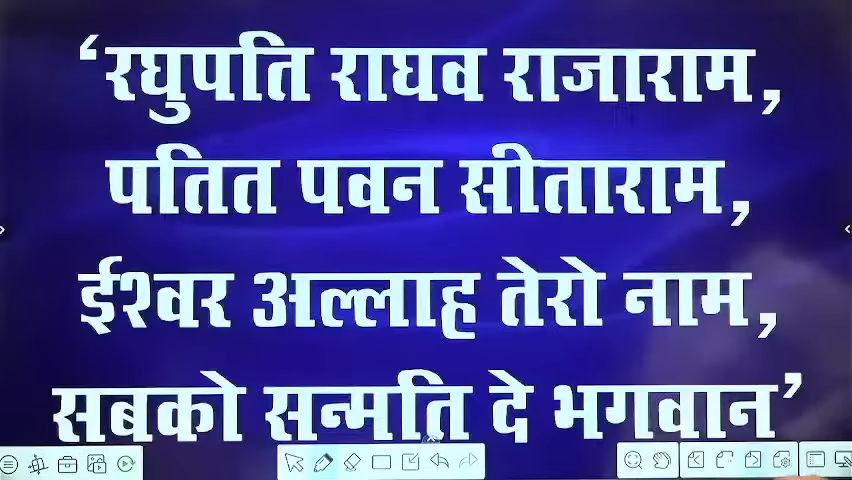 ‘रघुपति राघव राजाराम,
पतित पवन सीताराम,
ईश्वर अल्लाह तेरो नाम,
सबको सन्मति दे भगवान’